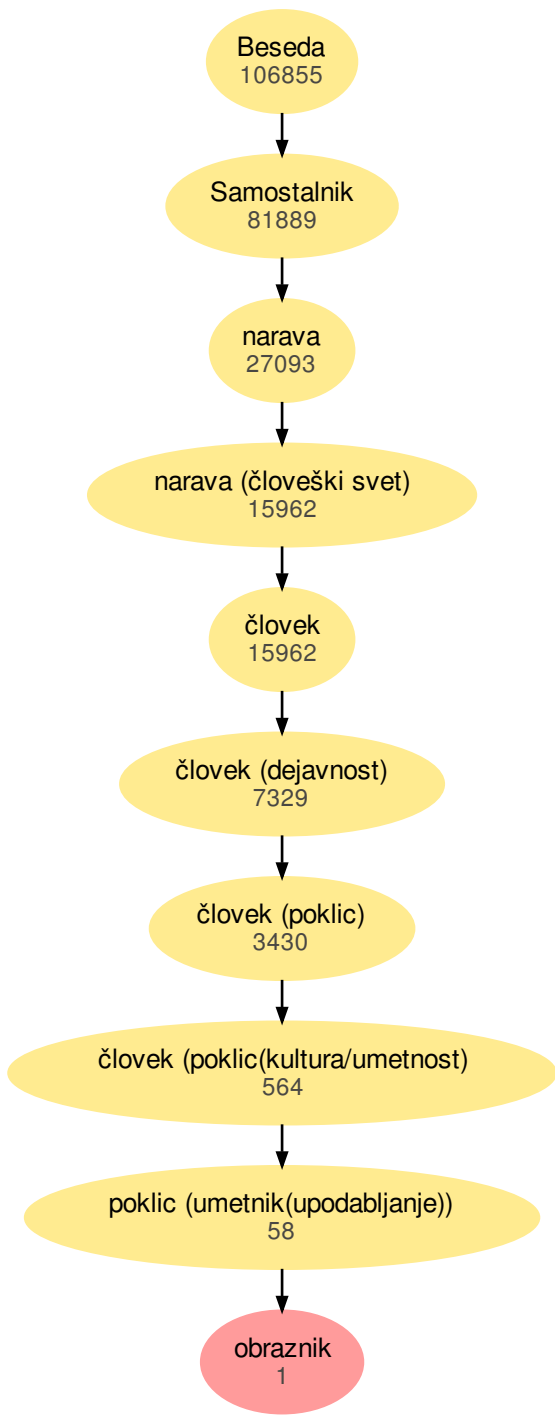 Beseda
106855
Samostalnik
81889
narava
27093
narava (človeški svet)
15962
človek
15962
človek (dejavnost)
7329
človek (poklic)
3430
človek (poklic(kultura/umetnost)
564
poklic (umetnik(upodabljanje))
58
obraznik
1